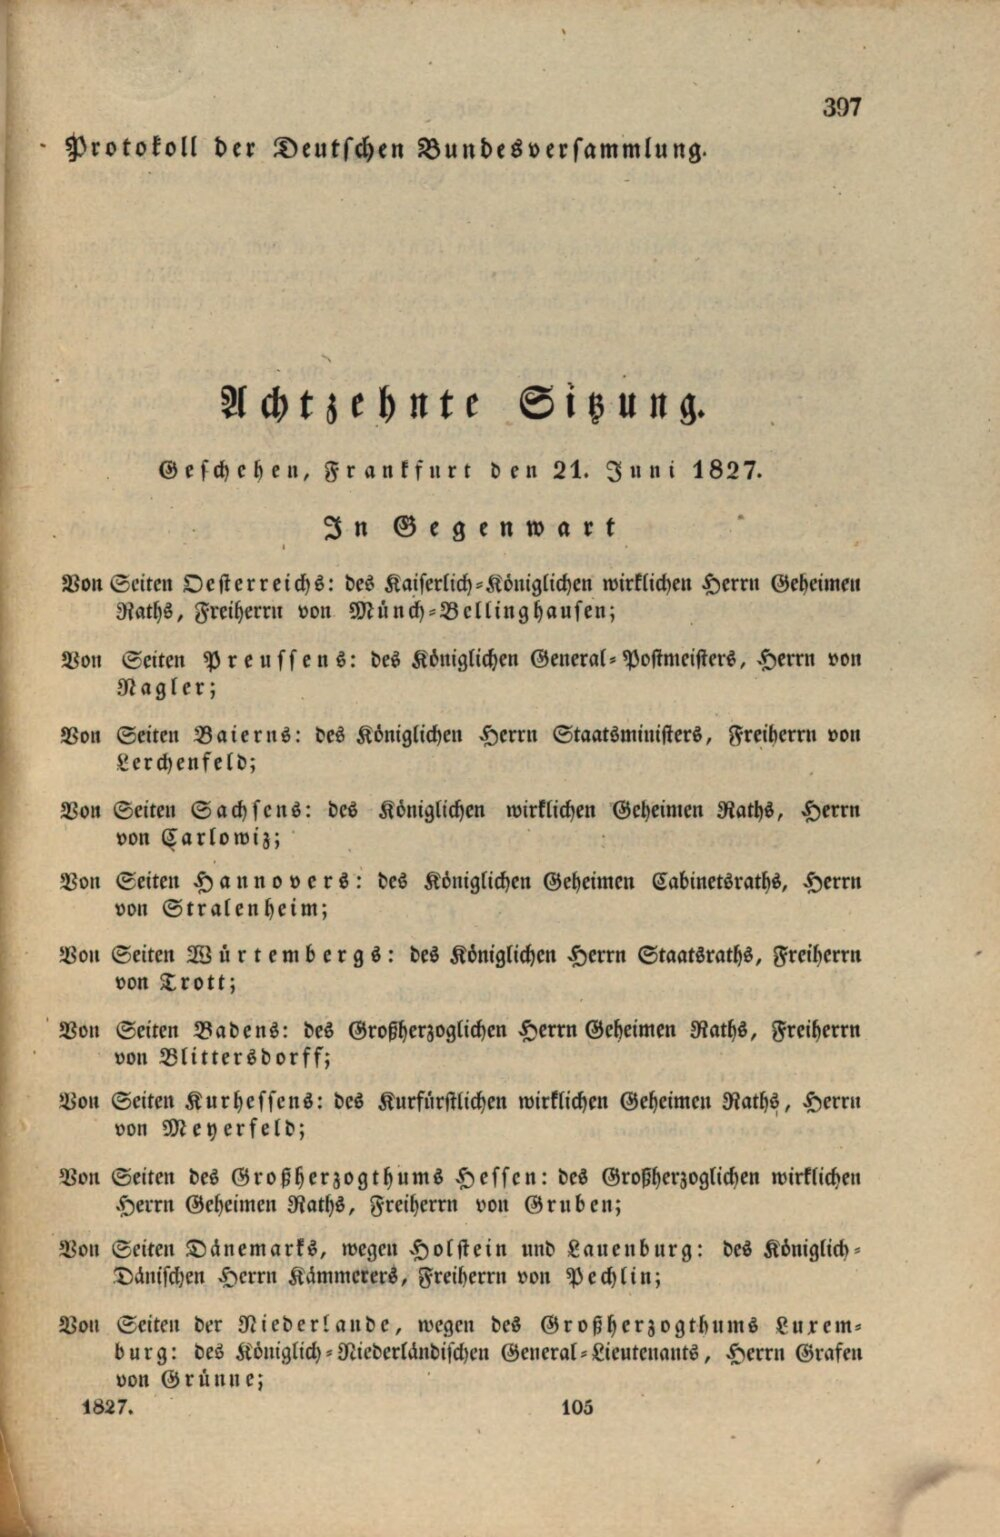 397
Protokoll der Deutschen Bundesversammlung.
Achtzehnte Sitzung.
Geschehen, Frankfurt den 21. Juni 1827.
In Gegenwart
Von Seiten Oesterreichs: des Kaiserlich-Königlichen wirklichen Herrn Geheimen
Raths, Freiherrn von Münch-Bellinghausen;
Von Seiten Preussens: des Königlichen General-Postmeisters, Herrn von
Nagler;
Von Seiten Baierns: des Königlichen Herrn Staatsministers, Freiherrn von
Lerchenfeld;
Von Seiten Sachsens: des Königlichen wirklichen Geheimen Raths, Herrn
von Carlowiz;
Von Seiten Hannovers: des Königlichen Geheimen Cabinetsraths, Herrn
von Stralenheim;
Von Seiten Würtembergs: des Königlichen Herrn Staatsraths, Freiherrn
von Trott;
Von Seiten Badens: des Großherzoglichen Herrn Geheimen Raths, Freiherrn
von Blittersdorff;
Von Seiten Kurhessens: des Kurfürstlichen wirklichen Geheimen Raths, Herrn
von Meyerfeld;
Von Seiten des Großherzogthums Hessen: des Großherzoglichen wirklichen
Herrn Geheimen Raths, Freiherrn von Gruben;
Von Seiten Dänemarks, wegen Holstein und Lauenburg: des Königlich-
Dänischen Herrn Kämmerers, Freiherrn von Pechlin;
Von Seiten der Niederlande, wegen des Großherzogthums Luxem-
burg: des Königlich-Niederländischen General-Lieutenants, Herrn Grafen
von Grünne;
1827.
105